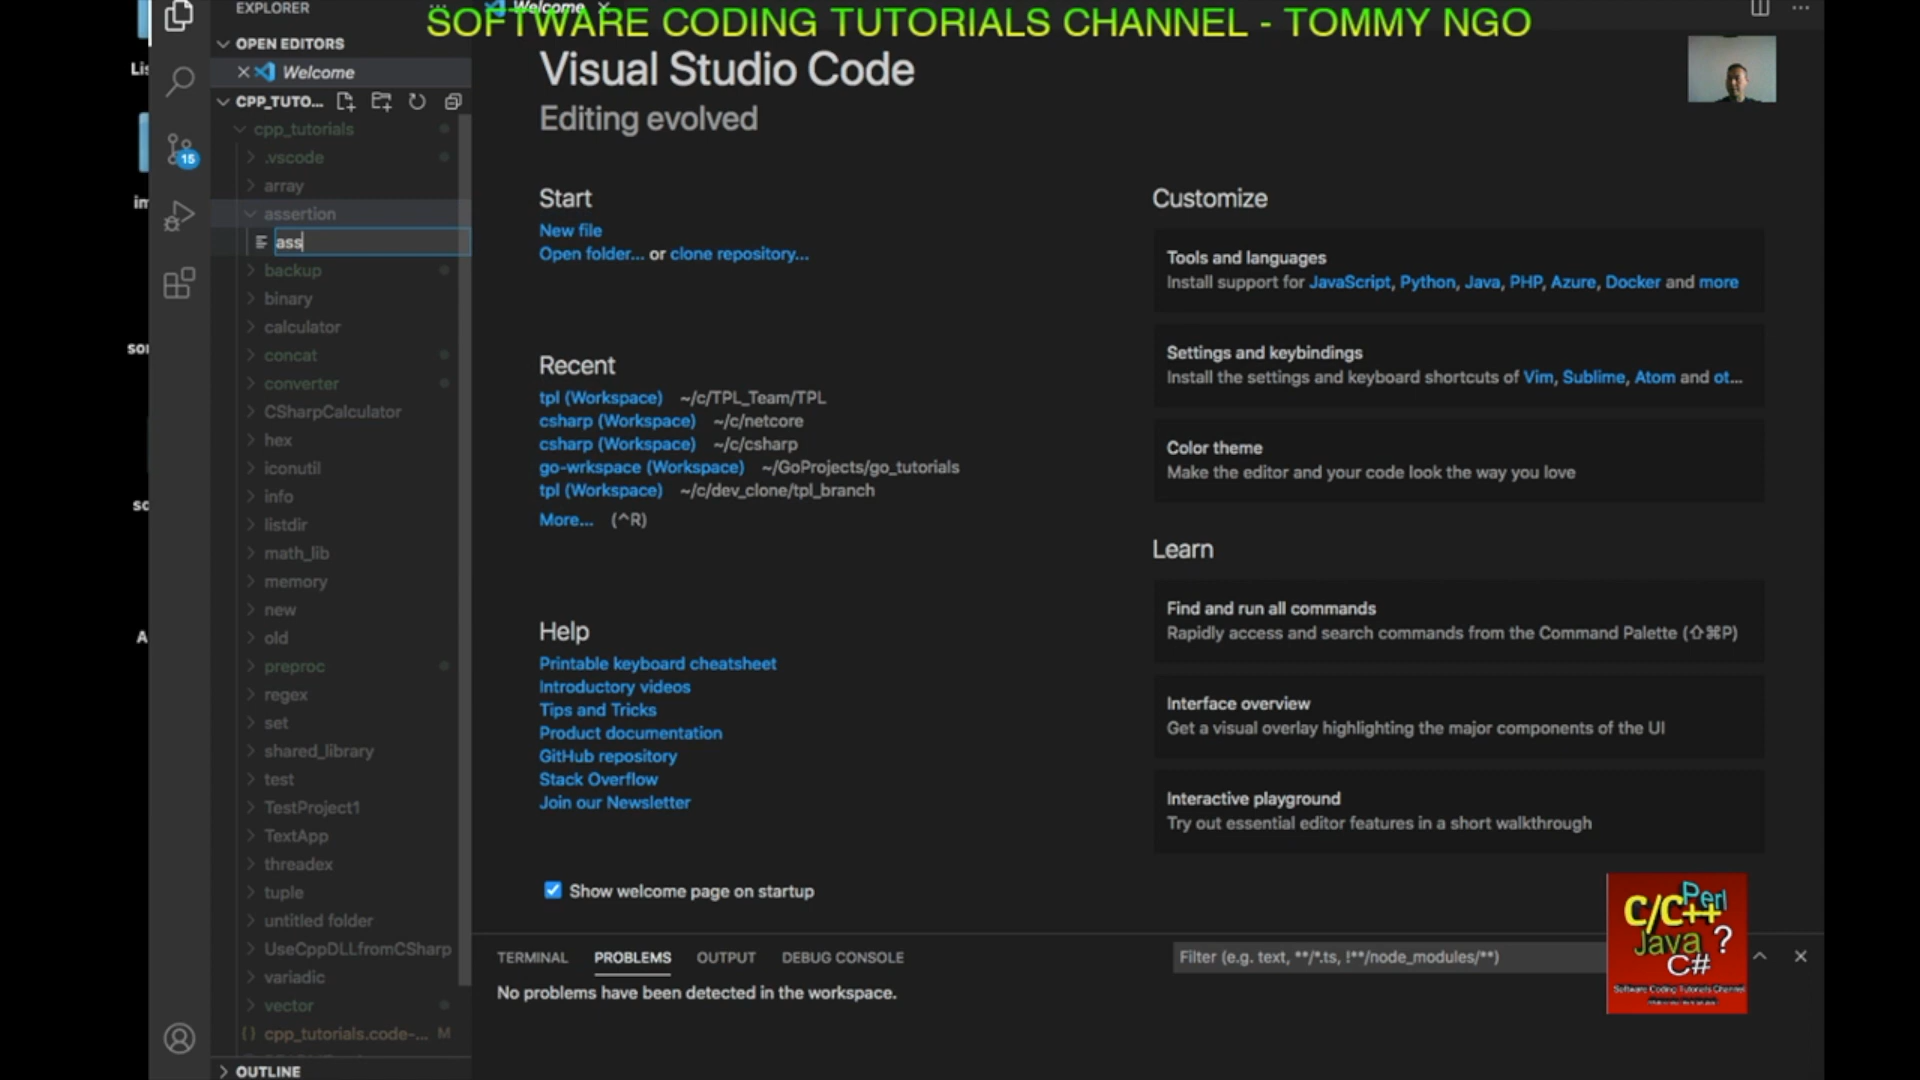 SOFTWARE CODING TUTORIALS CHANNEL - TOMMY NGO
EXPLORER
Welcome
OPEN EDITORS
Welcome
CPP_TUTO...
cpp_tutorials
.vscode
array
assertion
ass
backup
binary
calculator
concat
converter
CSharpCalculator
hex
iconutil
info
listdir
math_lib
memory
new
old
preproc
regex
set
shared_library
test
TestProject1
TextApp
threadex
tuple
untitled folder
UseCppDLLfromCSharp
variadic
vector
cpp_tutorials.code-... M
OUTLINE
15
Lis
im
sor
sc
A
Visual Studio Code
Editing evolved
Start
New file
Open folder... or clone repository...
Recent
tpl (Workspace) ~/c/TPL_Team/TPL
csharp (Workspace) ~/c/netcore
csharp (Workspace) ~/c/csharp
go-wrkspace (Workspace) ~/GoProjects/go_tutorials
tpl (Workspace) ~/c/dev_clone/tpl_branch
More... (^R)
Help
Printable keyboard cheatsheet
Introductory videos
Tips and Tricks
Product documentation
GitHub repository
Stack Overflow
Join our Newsletter
Show welcome page on startup
Customize
Tools and languages
Install support for JavaScript, Python, Java, PHP, Azure, Docker and more
Settings and keybindings
Install the settings and keyboard shortcuts of Vim, Sublime, Atom and ot...
Color theme
Make the editor and your code look the way you love
Learn
Find and run all commands
Rapidly access and search commands from the Command Palette (⇧⌘P)
Interface overview
Get a visual overlay highlighting the major components of the UI
Interactive playground
Try out essential editor features in a short walkthrough
TERMINAL PROBLEMS OUTPUT DEBUG CONSOLE
Filter (e.g. text, **/*.ts, !**/node_modules/**)
No problems have been detected in the workspace.
Perl
C/C++
Java ?
C#
Software Coding Tutorials Channel